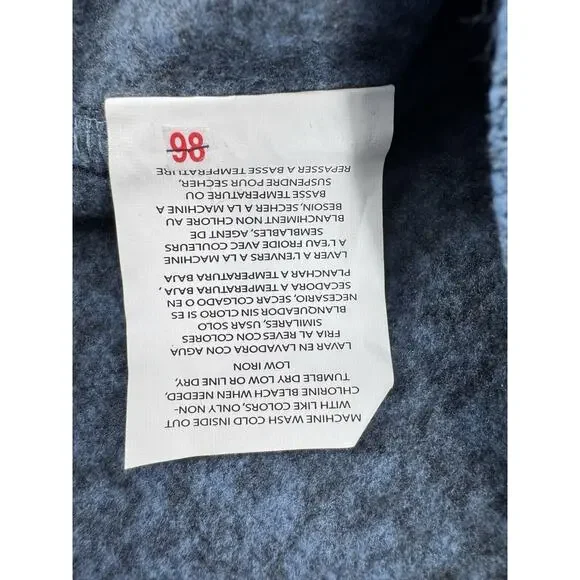 MACHINE WASH COLD INSIDE OUT
WITH LIKE COLORS, ONLY NON-
CHLORINE BLEACH WHEN NEEDED,
TUMBLE DRY LOW OR LINE DRY,
LOW IRON
LAVAR EN LAVADORA CON AGUA
FRIA AL REVES CON COLORES
SIMILARES, USAR SOLO
BLANQUEADOR SIN CLORO SI ES
NECESARIO, SECAR COLGADO O EN
SECADORA A TEMPERATURA BAJA,
PLANCHAR A TEMPERATURA BAJA
LAVER A L'ENVERS A LA MACHINE
A L'EAU FROIDE AVEC COULEURS
SEMBLABLES, AGENT DE
BLANCHIMENT NON CHLORE AU
BESOIN, SECHER A LA MACHINE A
BASSE TEMPERATURE OU
SUSPENDRE POUR SECHER,
REPASSER A BASSE TEMPERATURE
86